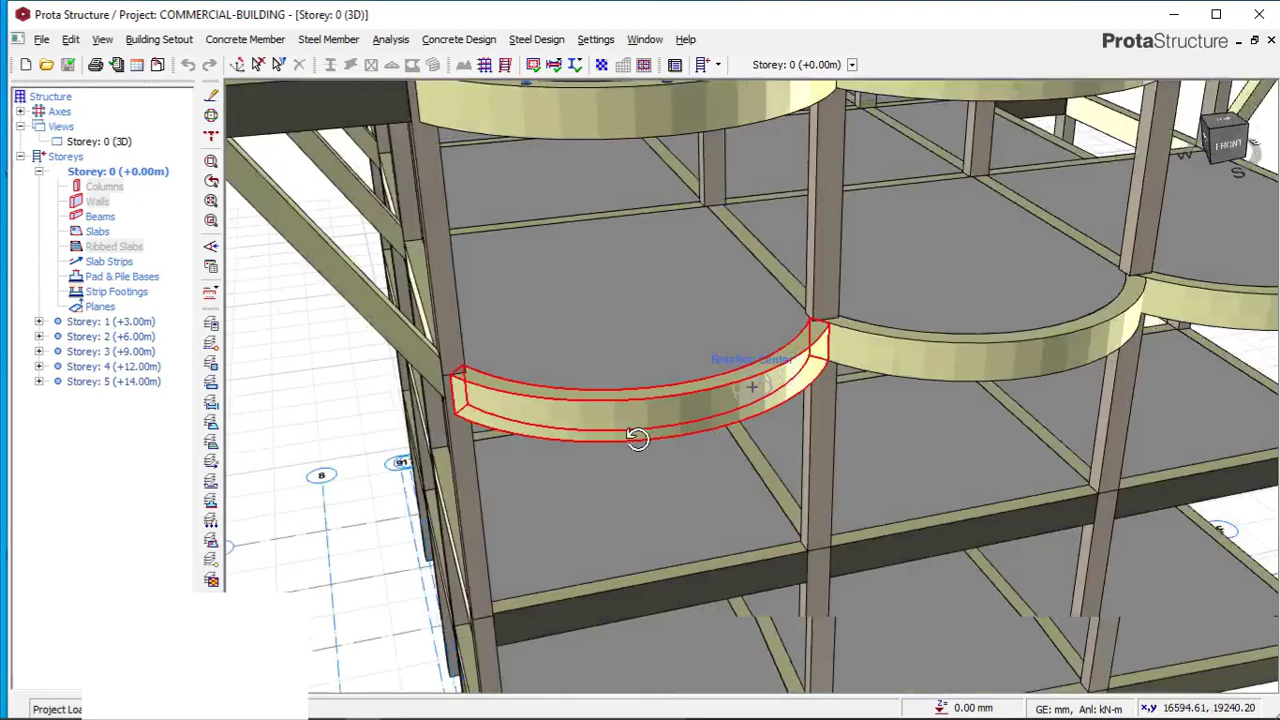 Prota Structure / Project: COMMERCIAL-BUILDING - [Storey: 0 (3D)]
File Edit View Building Setout Concrete Member Steel Member Analysis Concrete Design Steel Design Settings Window Help
ProtaStructure
Storey: 0 (+0.00m)
Structure
Axes
Views
Storey: 0 (3D)
Storeys
Storey: 0 (+0.00m)
Columns
Walls
Beams
Slabs
Ribbed Slabs
Slab Strips
Pad & Pile Bases
Strip Footings
Planes
Storey: 1 (+3.00m)
Storey: 2 (+6.00m)
Storey: 3 (+9.00m)
Storey: 4 (+12.00m)
Storey: 5 (+14.00m)
FRONT
W
S
Rotation Center
8
Project Loa
0.00 mm
GE: mm, Anl: kN-m
x,y 16594.61, 19240.20